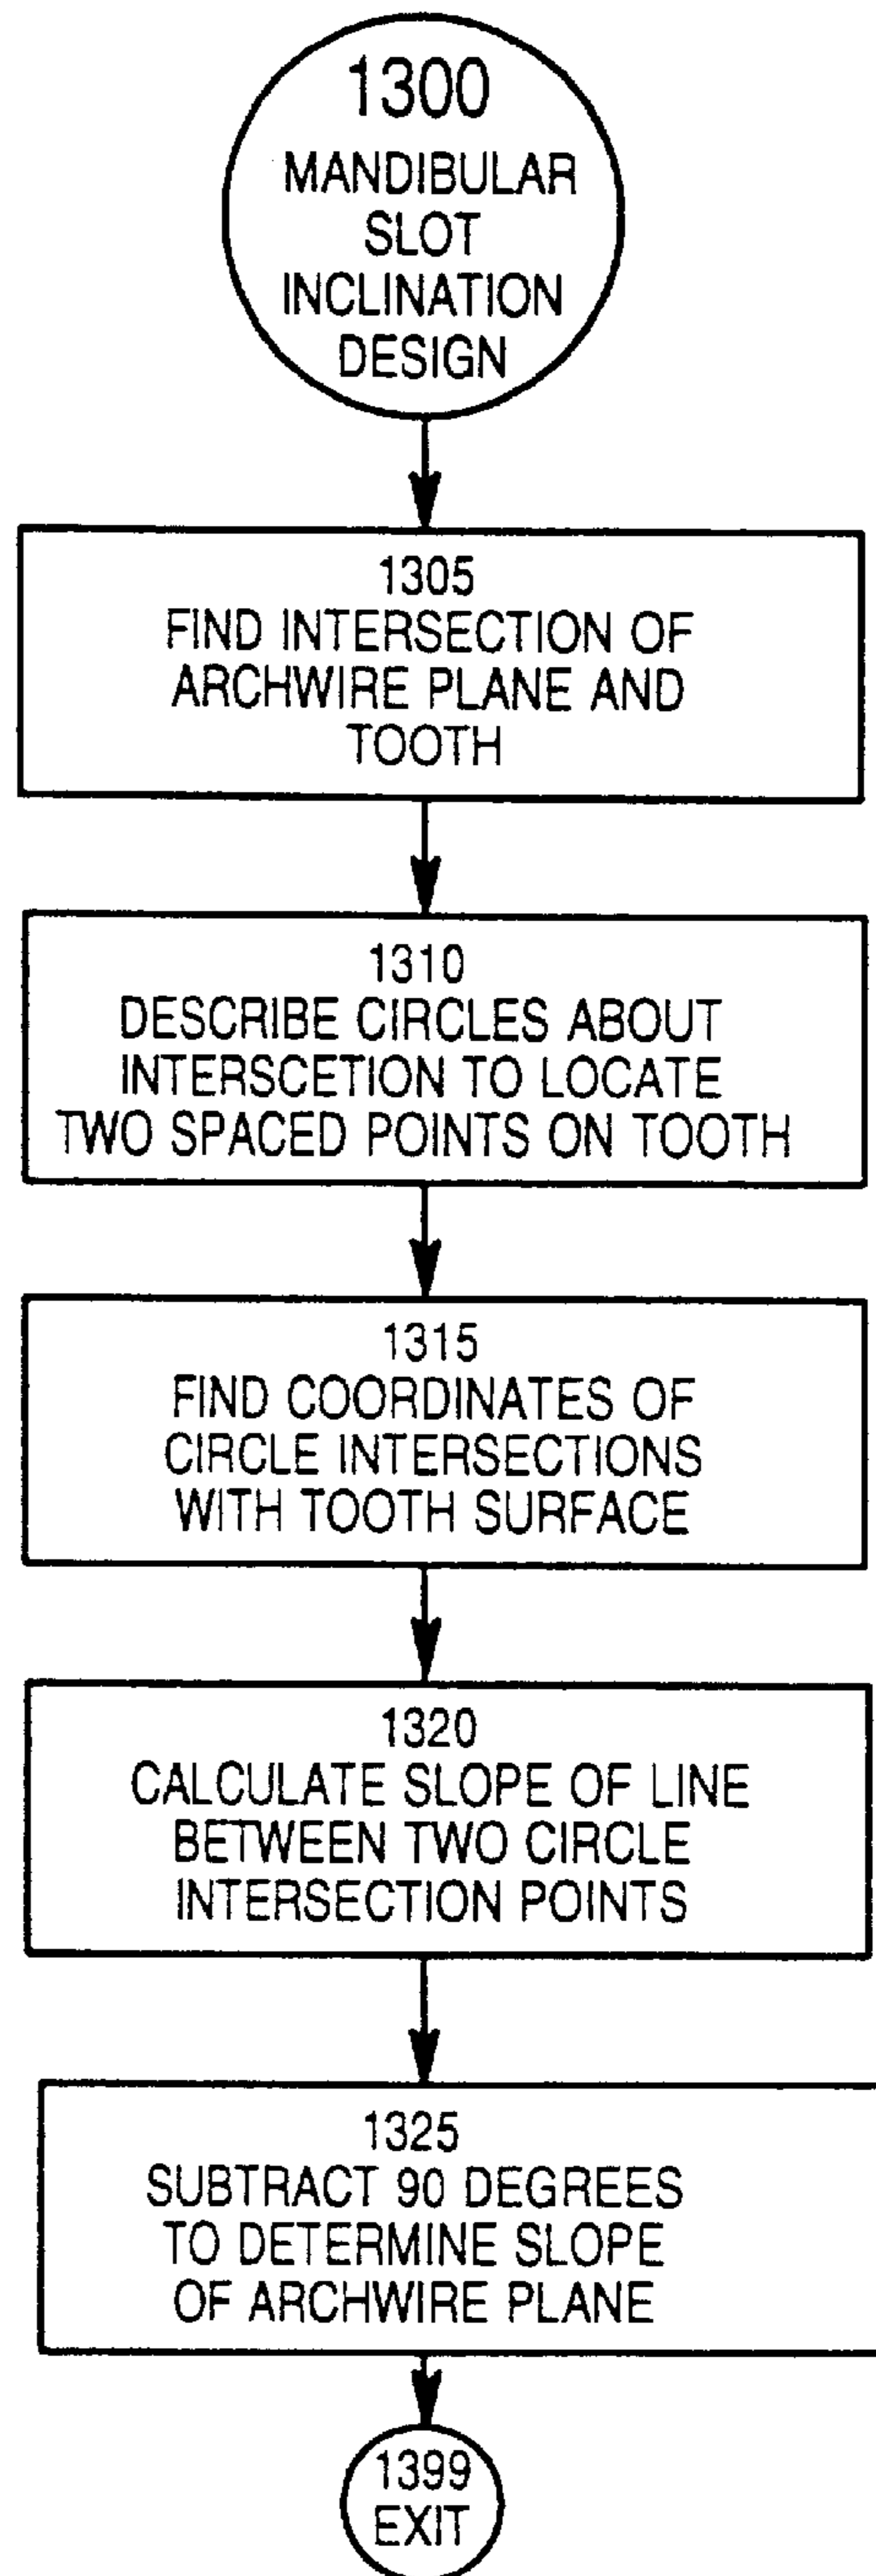 1300
MANDIBULAR
SLOT
INCLINATION
DESIGN
1305
FIND INTERSECTION OF
ARCHWIRE PLANE AND
TOOTH
1310
DESCRIBE CIRCLES ABOUT
INTERSCETION TO LOCATE
TWO SPACED POINTS ON TOOTH
1315
FIND COORDINATES OF
CIRCLE INTERSECTIONS
WITH TOOTH SURFACE
1320
CALCULATE SLOPE OF LINE
BETWEEN TWO CIRCLE
INTERSECTION POINTS
1325
SUBTRACT 90 DEGREES
TO DETERMINE SLOPE
OF ARCHWIRE PLANE
1399
EXIT